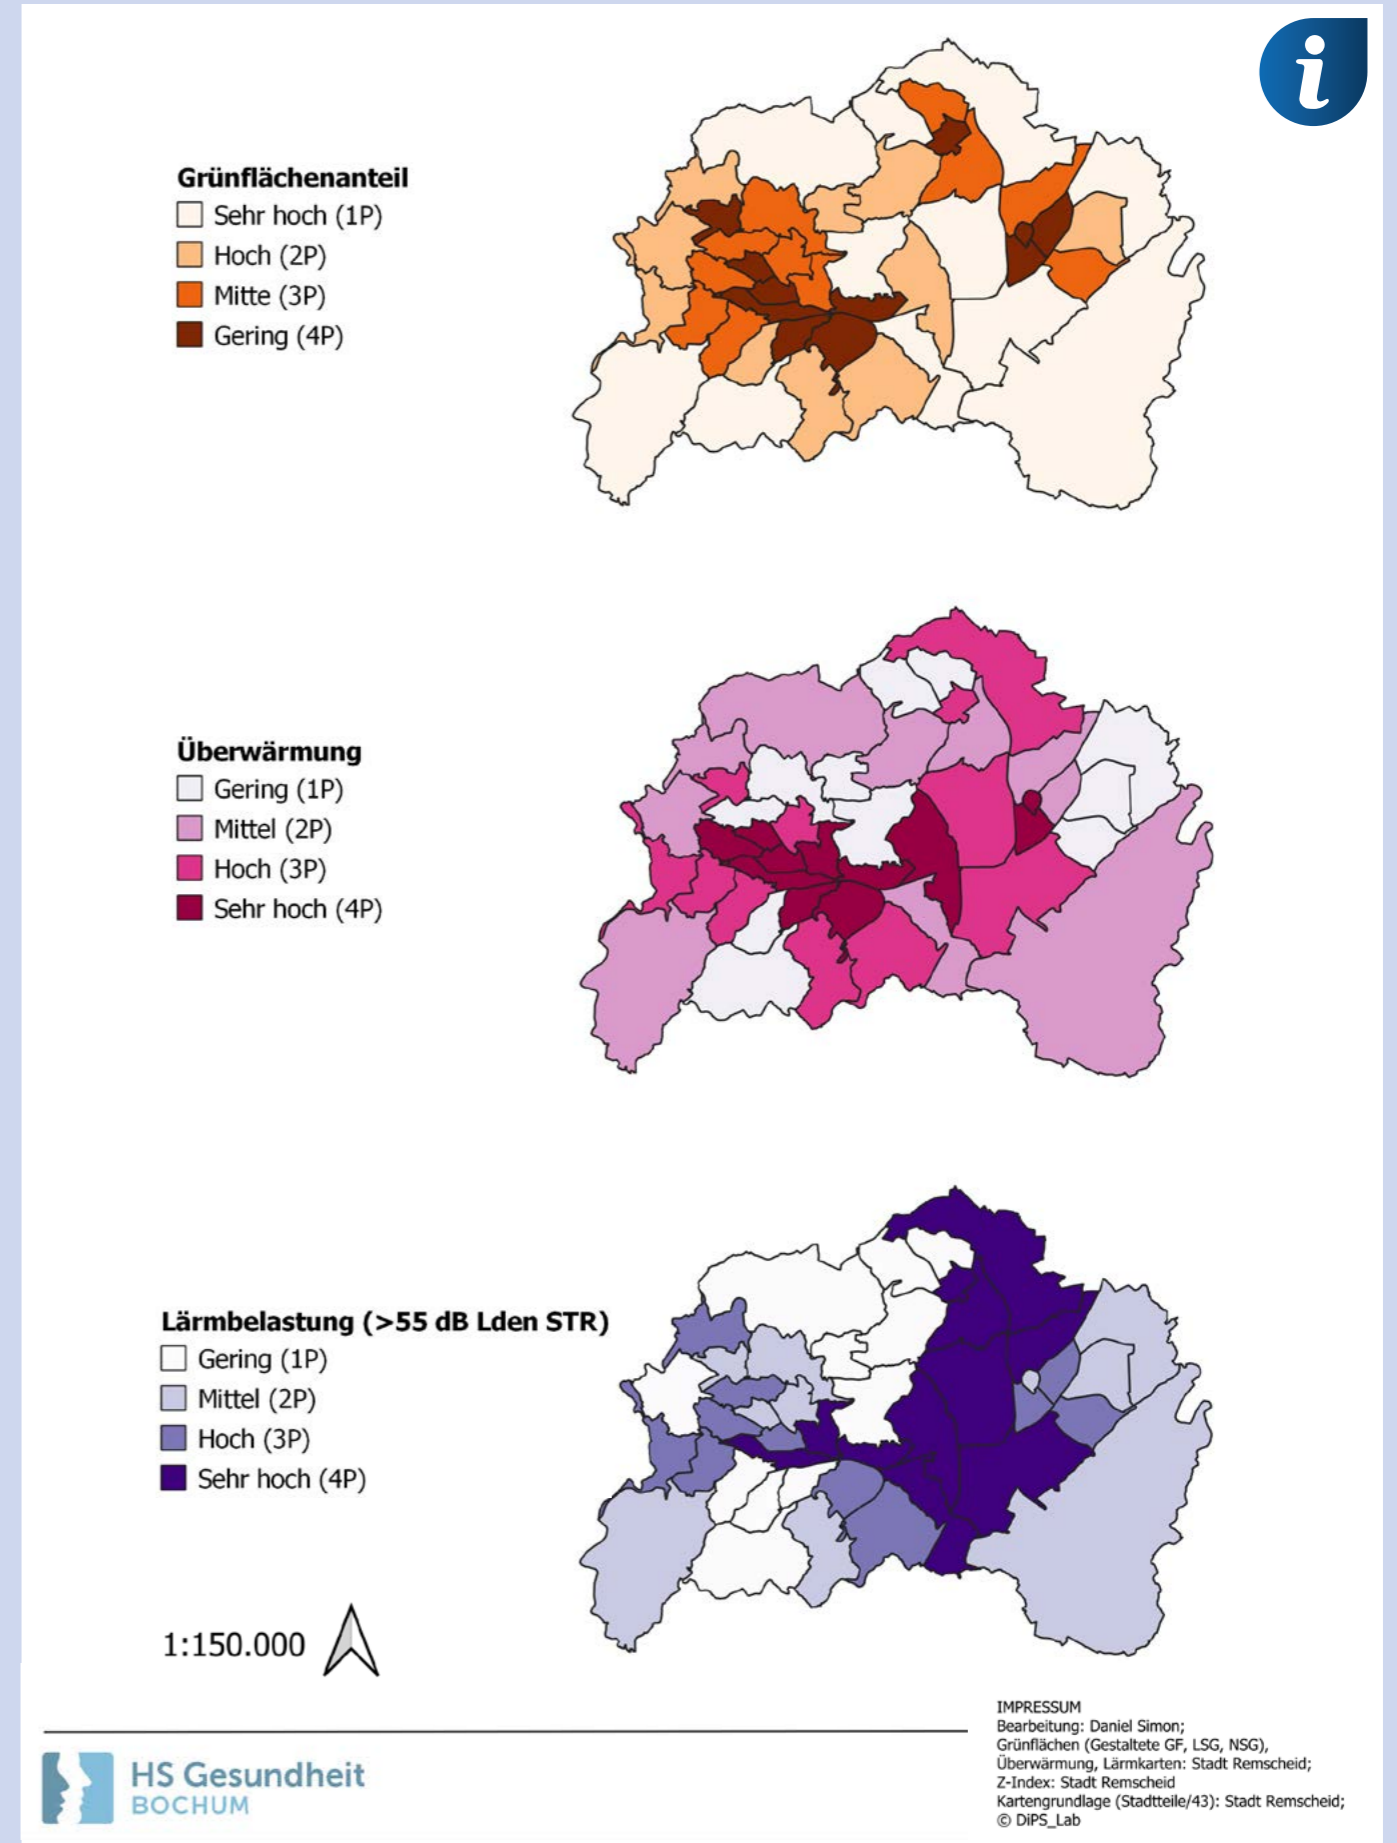 i
Grünflächenanteil
Sehr hoch (1P)
Hoch (2P)
Mitte (3P)
Gering (4P)
Überwärmung
Gering (1P)
Mittel (2P)
Hoch (3P)
Sehr hoch (4P)
Lärmbelastung (>55 dB Lden STR)
Gering (1P)
Mittel (2P)
Hoch (3P)
Sehr hoch (4P)
1:150.000
IMPRESSUM
Bearbeitung: Daniel Simon;
Grünflächen (Gestaltete GF, LSG, NSG),
Überwärmung, Lärmkarten: Stadt Remscheid;
Z-Index: Stadt Remscheid
Kartengrundlage (Stadtteile/43): Stadt Remscheid;
© DiPS_Lab
HS Gesundheit
BOCHUM